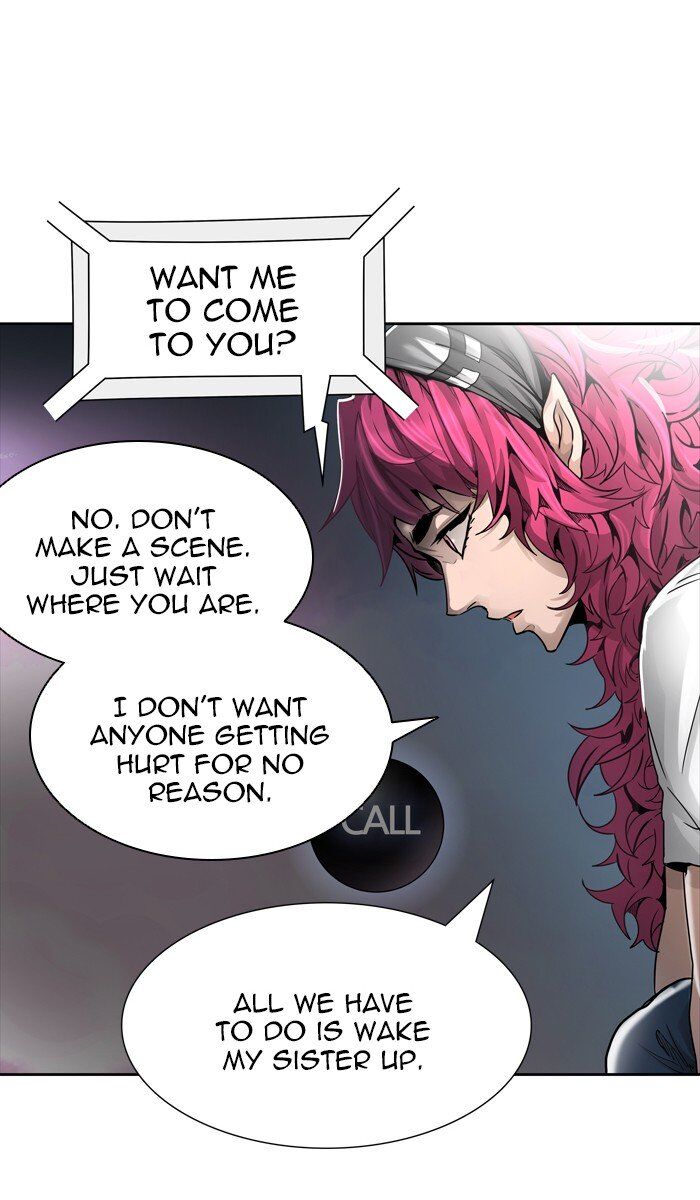 WANT ME
TO COME
TO YOU?
NO. DON'T
MAKE A SCENE.
JUST WAIT
WHERE YOU ARE.
I DON'T WANT
ANYONE GETTING
HURT FOR NO
REASON.
CALL
ALL WE HAVE
TO DO IS WAKE
MY SISTER UP.